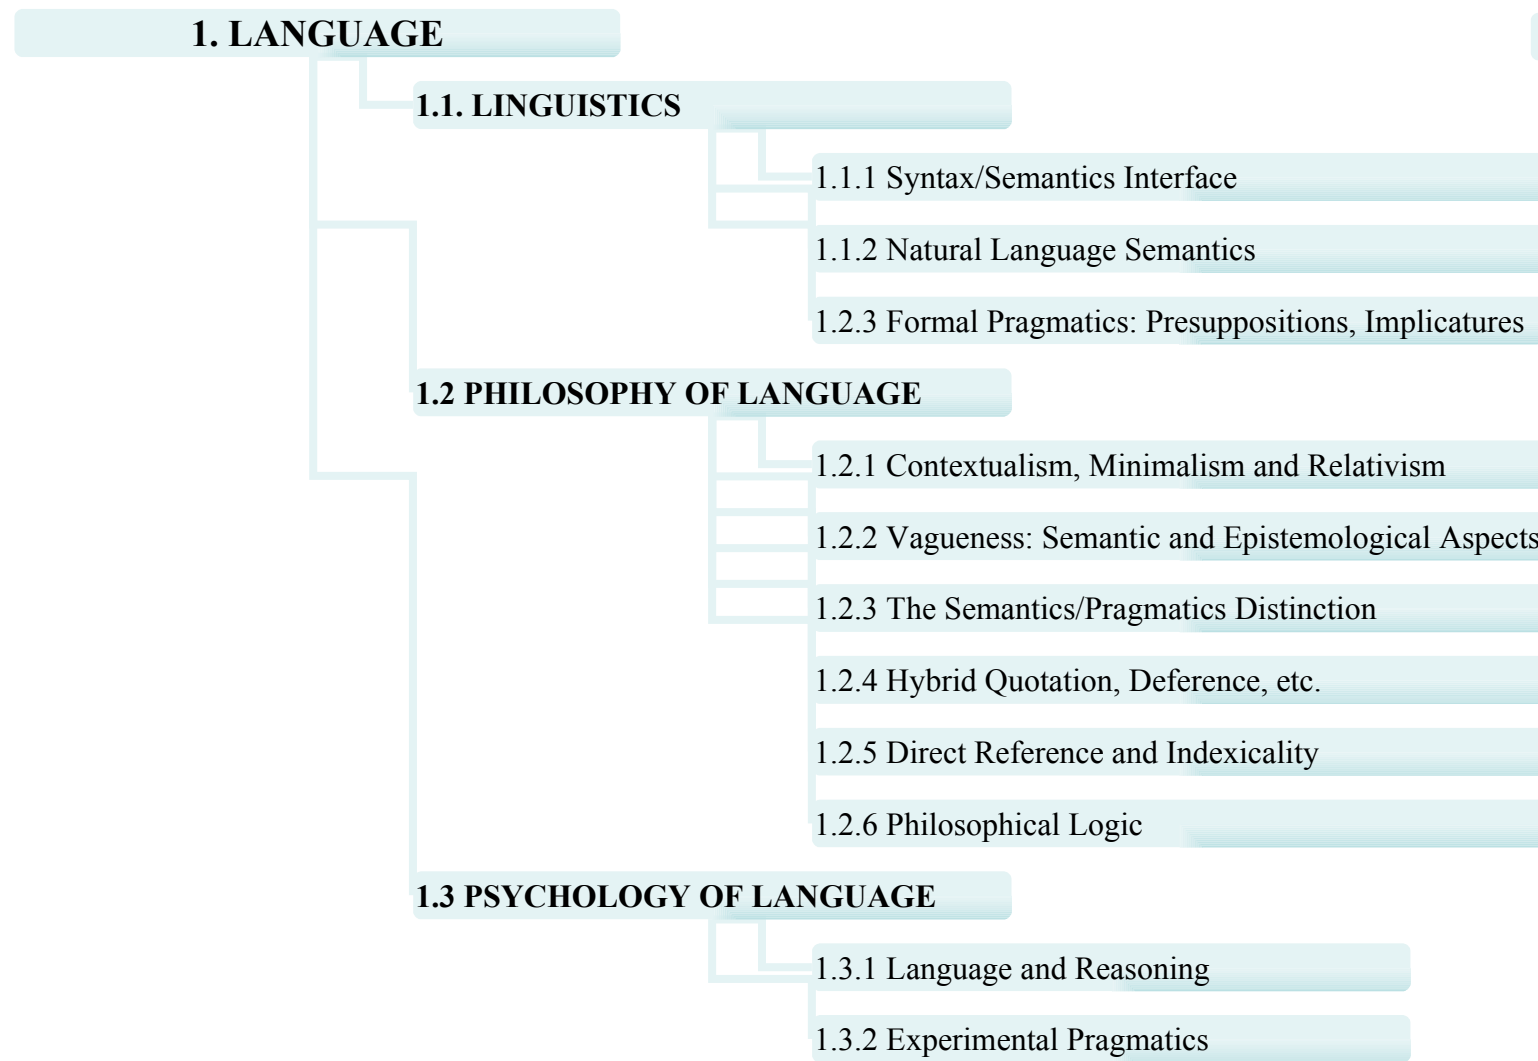 1. LANGUAGE
1.1. LINGUISTICS
1.1.1 Syntax/Semantics Interface
1.1.2 Natural Language Semantics
1.2.3 Formal Pragmatics: Presuppositions, Implicatures
1.2 PHILOSOPHY OF LANGUAGE
1.2.1 Contextualism, Minimalism and Relativism
1.2.2 Vagueness: Semantic and Epistemological Aspects
1.2.3 The Semantics/Pragmatics Distinction
1.2.4 Hybrid Quotation, Deference, etc.
1.2.5 Direct Reference and Indexicality
1.2.6 Philosophical Logic
1.3 PSYCHOLOGY OF LANGUAGE
1.3.1 Language and Reasoning
1.3.2 Experimental Pragmatics